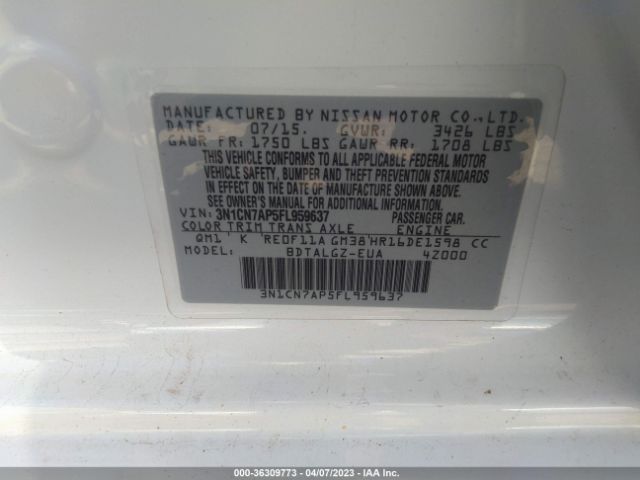 MANUFACTURED BY NISSAN MOTOR CO.,LTD.
DATE: 07/15. GVWR: 3426 LBS
GAWR FR: 1750 LBS GAWR RR: 1708 LBS
THIS VEHICLE CONFORMS TO ALL APPLICABLE FEDERAL MOTOR
VEHICLE SAFETY, BUMPER AND THEFT PREVENTION STANDARDS
IN EFFECT ON THE DATE OF MANUFACTURE SHOWN ABOVE.
SEE OWNER'S MANUAL FOR ADDITIONAL INFORMATION.
VIN: 3N1CN7AP5FL959637 PASSENGER CAR.
COLOR TRIM TRANS AXLE ENGINE
QM1 K RE0F11A GM38 HR16DE1598 CC
MODEL: BDTALGZ-EUA 42000
3N1CN7AP5FL959637
000-36309773 - 04/07/2023 - IAA Inc.